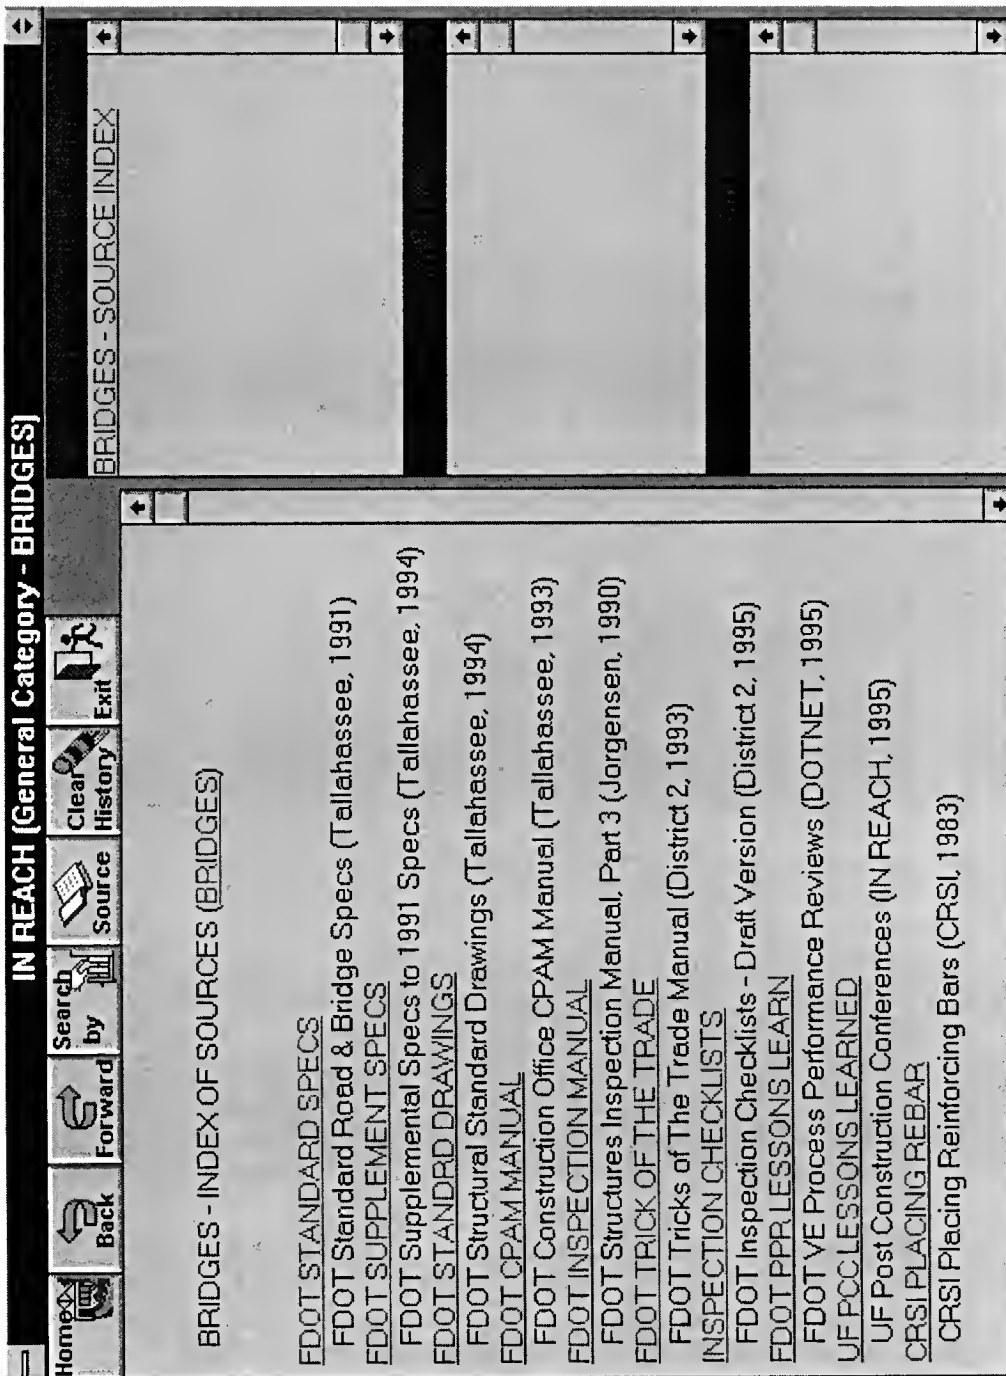 IN REACH (General Category - BRIDGES)
Home
Back
Forward
Search
by
Source
Clear
History
Exit
BRIDGES - INDEX OF SOURCES (BRIDGES)
FDOT STANDARD SPECS
FDOT Standard Road & Bridge Specs (Tallahassee, 1991)
FDOT SUPPLEMENT SPECS
FDOT Supplemental Specs to 1991 Specs (Tallahassee, 1994)
FDOT STANDRD DRAWINGS
FDOT Structural Standard Drawings (Tallahassee, 1994)
FDOT CPAM MANUAL
FDOT Construction Office CPAM Manual (Tallahassee, 1993)
FDOT INSPECTION MANUAL
FDOT Structures Inspection Manual, Part 3 (Jorgensen, 1990)
FDOT TRICK OF THE TRADE
FDOT Tricks of The Trade Manual (District 2, 1993)
INSPECTION CHECKLISTS
FDOT Inspection Checklists - Draft Version (District 2, 1995)
FDOT PPR LESSONS LEARN
FDOT VE Process Performance Reviews (DOTNET, 1995)
UF PCC LESSONS LEARNED
UF Post Construction Conferences (IN REACH, 1995)
CRSI PLACING REBAR
CRSI Placing Reinforcing Bars (CRSI, 1983)
BRIDGES - SOURCE INDEX